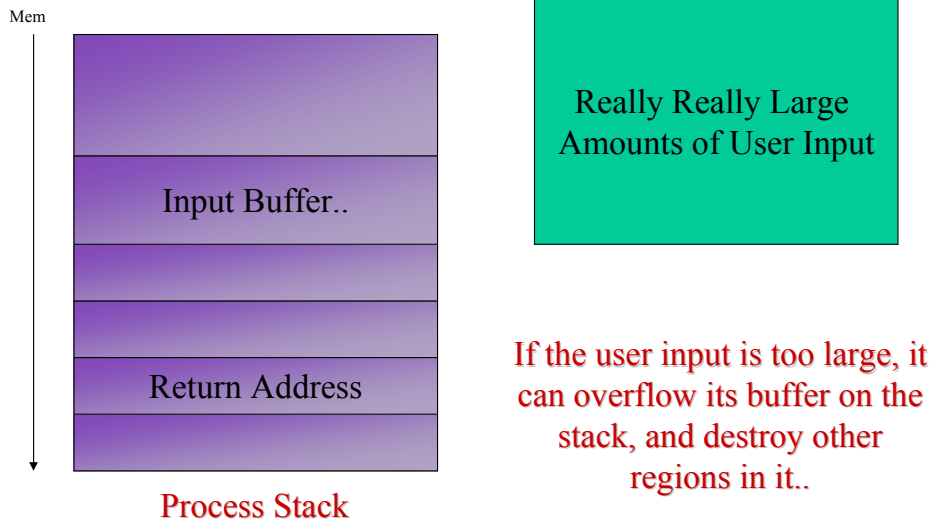 Mem
Really Really Large
Amounts of User Input
Input Buffer..
Return Address
If the user input is too large, it
can overflow its buffer on the
stack, and destroy other
regions in it..
Process Stack